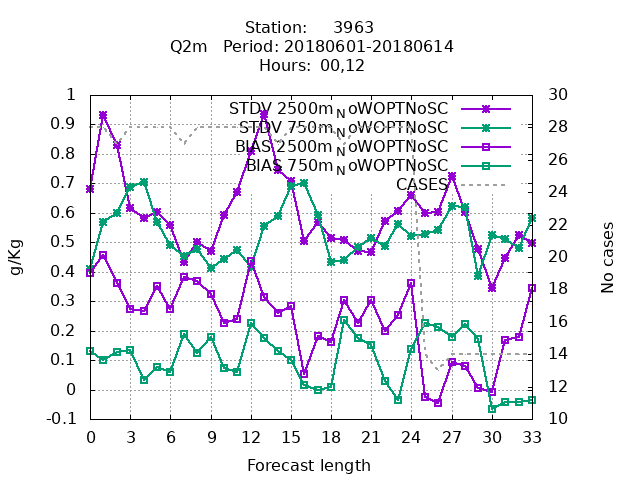 Station:     3963
Q2m   Period: 20180601-20180614
Hours:  00,12
STDV 2500m_NoWOPTNoSC
STDV 750m_NoWOPTNoSC
BIAS 2500m_NoWOPTNoSC
BIAS 750m_NoWOPTNoSC
CASES
g/Kg
1
0.9
0.8
0.7
0.6
0.5
0.4
0.3
0.2
0.1
0
-0.1
No cases
30
28
26
24
22
20
18
16
14
12
10
0 3 6 9 12 15 18 21 24 27 30 33
Forecast length